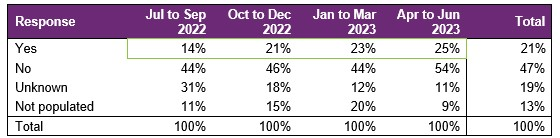 Response Jul to Sep 2022 Oct to Dec 2022 Jan to Mar 2023 Apr to Jun 2023 Total
Yes 14% 21% 23% 25% 21%
No 44% 46% 44% 54% 47%
Unknown 31% 18% 12% 11% 19%
Not populated 11% 15% 20% 9% 13%
Total 100% 100% 100% 100% 100%